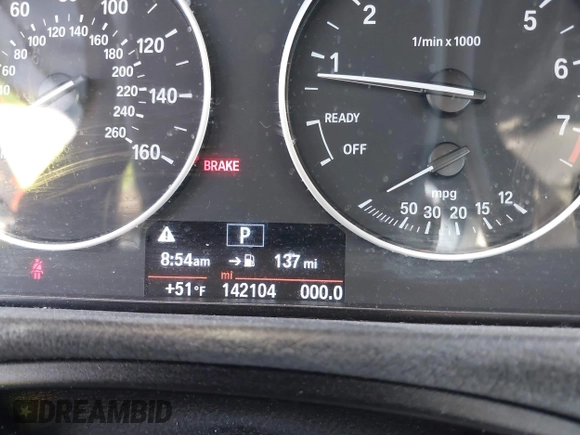 60 80 100 120 140 160
60 80 100 120 140 160 180 200 220 240 260
BRAKE
1 2 5 6 7
1/min x 1000
READY
OFF
mpg
50 30 20 15 12
P
8:54am 137 mi
mi
+51°F 142104 000.0
DREAMBID